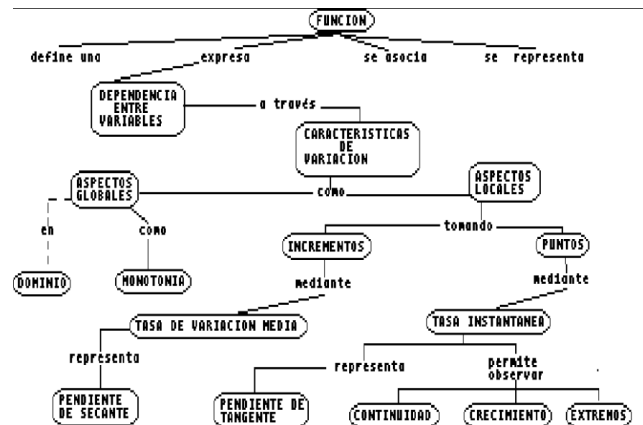 FUNCION
define una
expresa
se asocia
se representa
DEPENDENCIA
ENTRE
VARIABLES
a través
CARACTERISTICAS
DE
VARIACION
ASPECTOS
GLOBALES
como
ASPECTOS
LOCALES
en
como
tomando
DOMINIO
MONOTONIA
INCREMENTOS
PUNTOS
mediante
mediante
TASA DE VARIACION MEDIA
TASA INSTANTANEA
representa
representa
permite
observar
PENDIENTE
DE SECANTE
PENDIENTE DE
TANGENTE
CONTINUIDAD
CRECIMIENTO
EXTREMOS